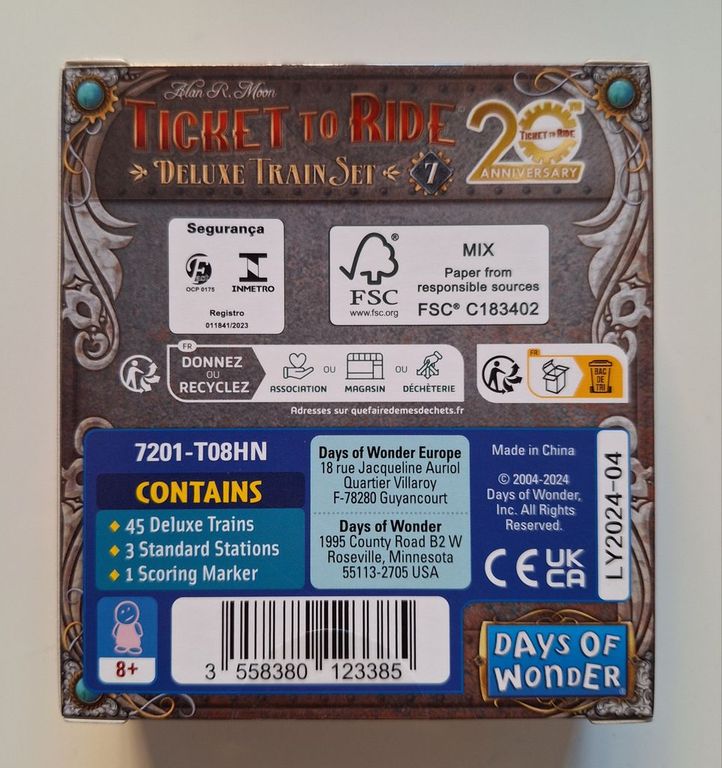 Alan R. Moon
TICKET TO RIDE®
DELUXE TRAIN SET 7
20TH
TICKET TO RIDE
ANNIVERSARY
Segurança
OCP 0175
INMETRO
Registro
011841/2023
®
FSC
www.fsc.org
MIX
Paper from
responsible sources
FSC® C183402
FR
DONNEZ
OU
RECYCLEZ
ASSOCIATION
OU
MAGASIN
OU
DÉCHÈTERIE
Adresses sur quefairedemesdechets.fr
FR
BAC
DE
TRI
7201-T08HN
CONTAINS
45 Deluxe Trains
3 Standard Stations
1 Scoring Marker
Days of Wonder Europe
18 rue Jacqueline Auriol
Quartier Villaroy
F-78280 Guyancourt
Days of Wonder
1995 County Road B2 W
Roseville, Minnesota
55113-2705 USA
Made in China
© 2004-2024
Days of Wonder,
Inc. All Rights
Reserved.
CE
UK
CA
LY2024-04
8+
3 558380 123385
DAYS OF
WONDER®